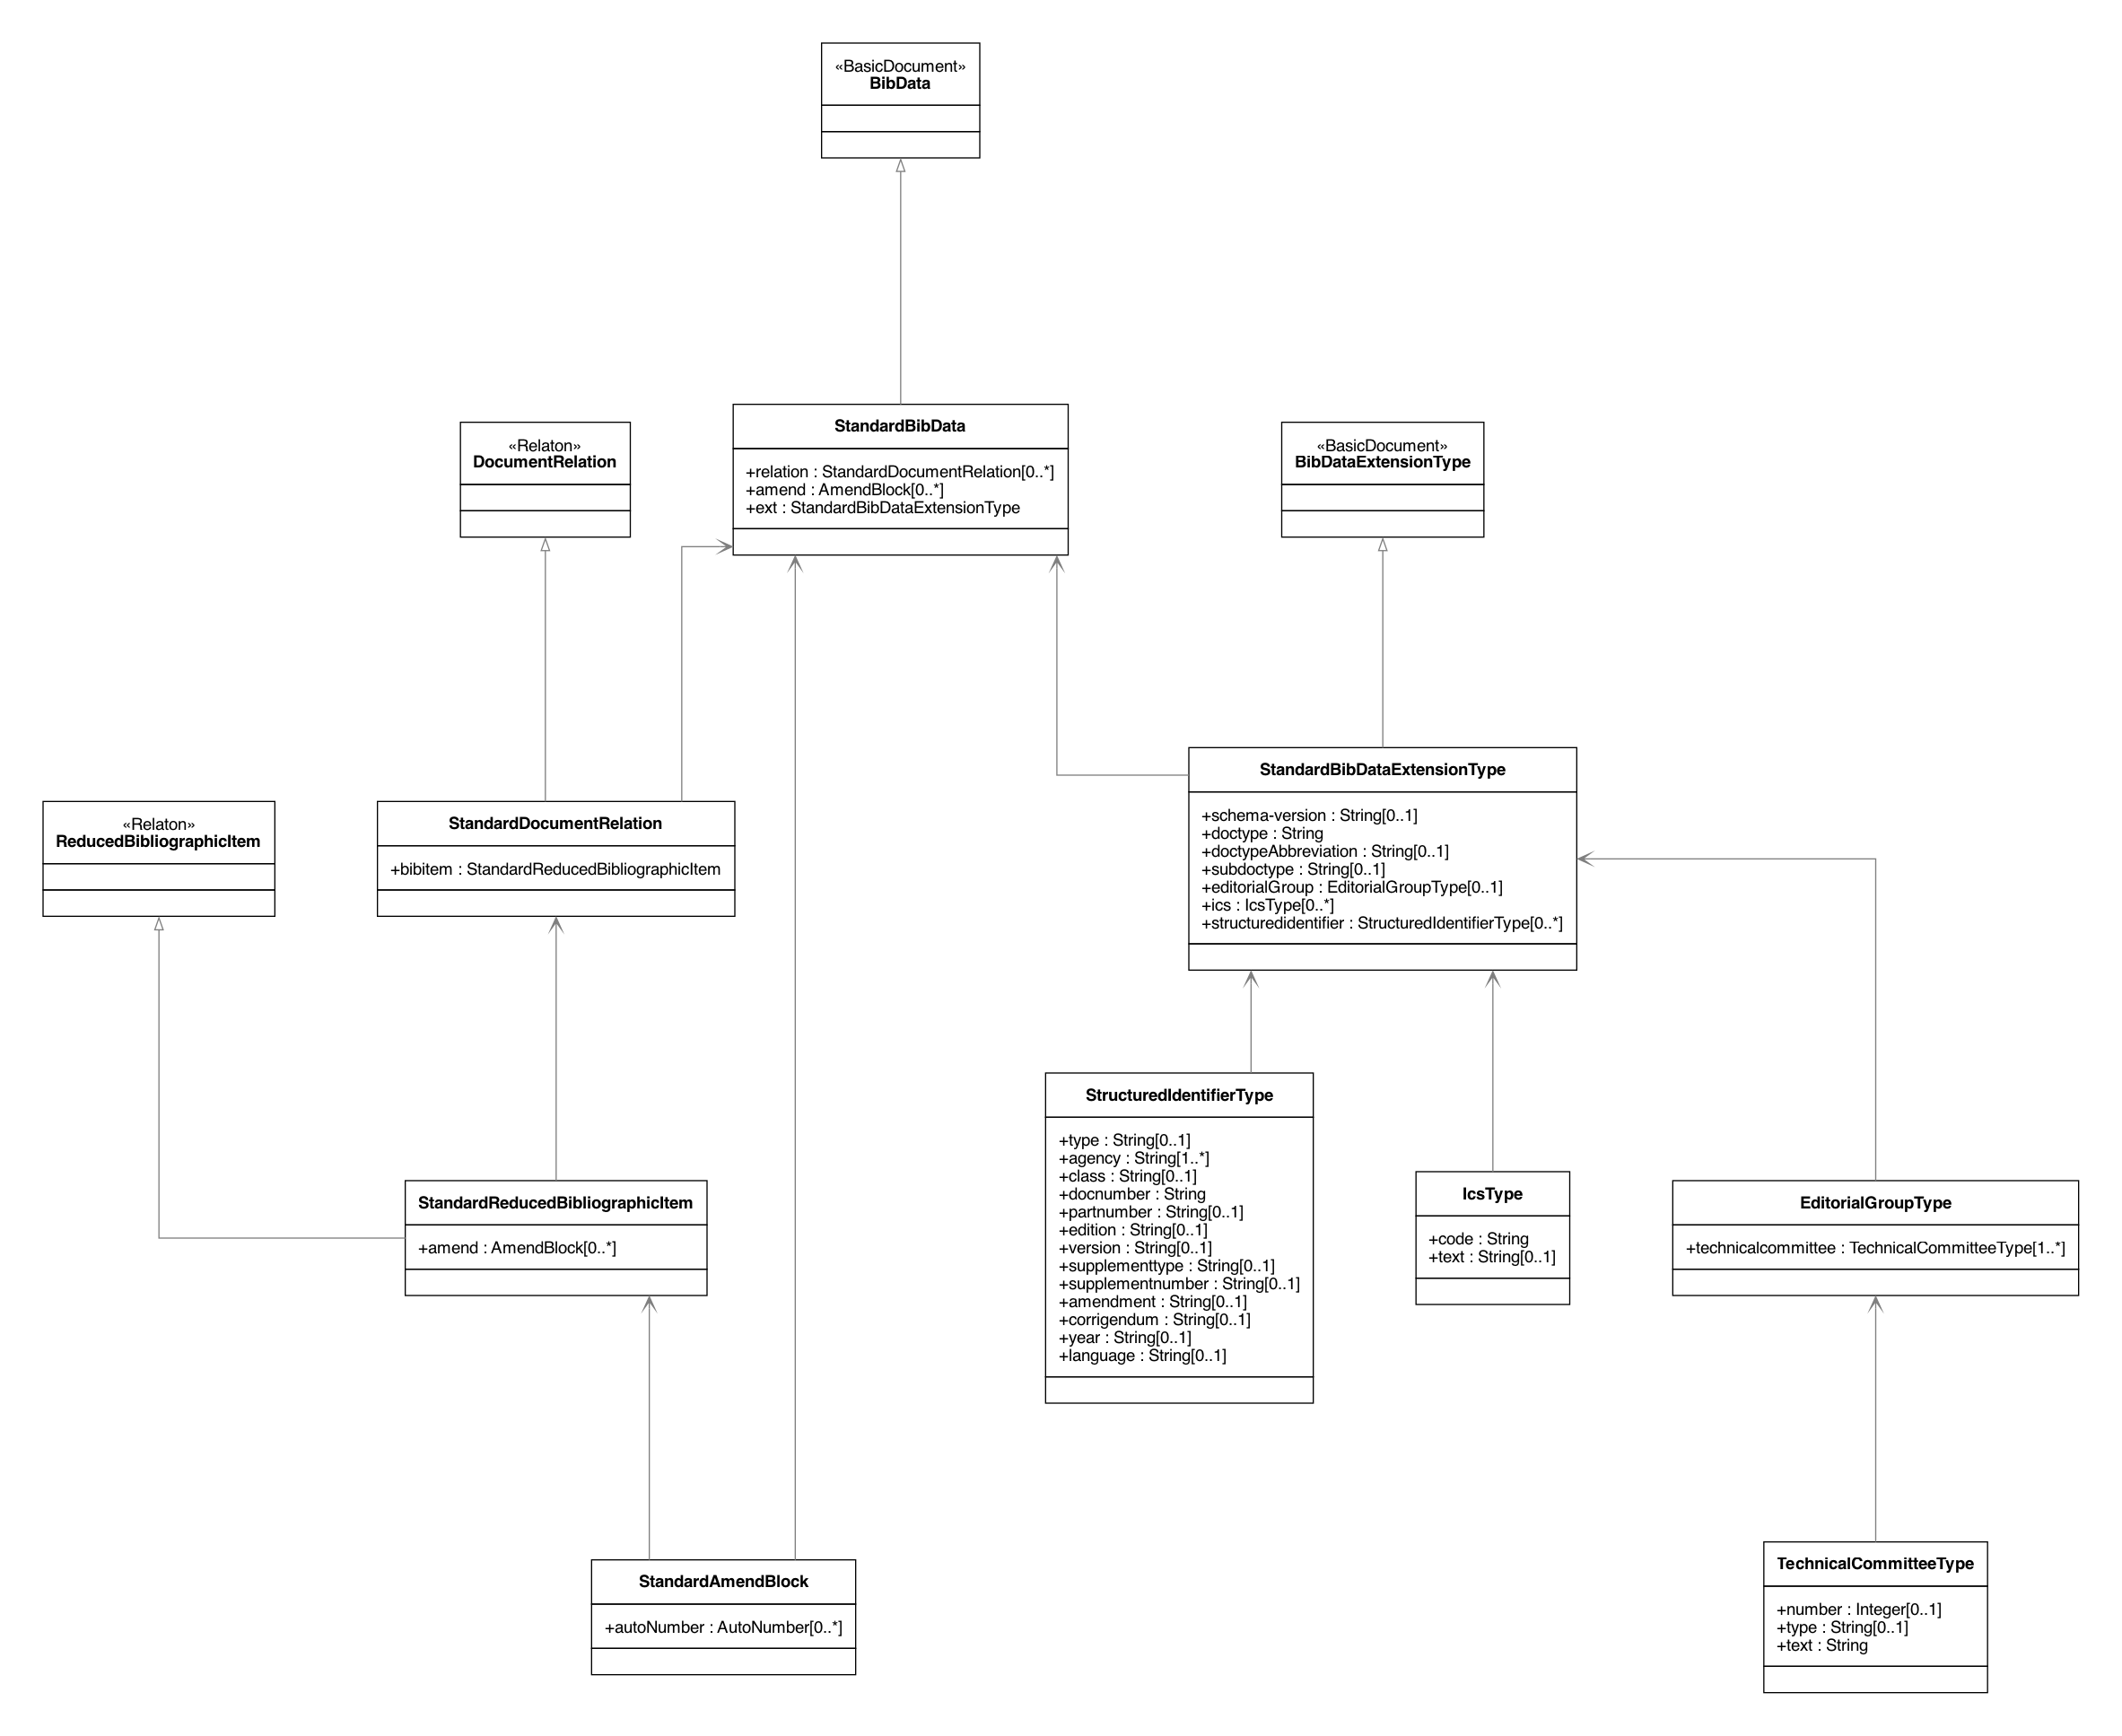 «BasicDocument»
BibData
StandardBibData
+relation : StandardDocumentRelation[0..*]
+amend : AmendBlock[0..*]
+ext : StandardBibDataExtensionType
«Relaton»
DocumentRelation
«BasicDocument»
BibDataExtensionType
StandardBibDataExtensionType
+schema-version : String[0..1]
+doctype : String
+doctypeAbbreviation : String[0..1]
+subdoctype : String[0..1]
+editorialGroup : EditorialGroupType[0..1]
+ics : IcsType[0..*]
+structuredidentifier : StructuredIdentifierType[0..*]
«Relaton»
ReducedBibliographicItem
StandardDocumentRelation
+bibitem : StandardReducedBibliographicItem
StructuredIdentifierType
+type : String[0..1]
+agency : String[1..*]
+class : String[0..1]
+docnumber : String
+partnumber : String[0..1]
+edition : String[0..1]
+version : String[0..1]
+supplementtype : String[0..1]
+supplementnumber : String[0..1]
+amendment : String[0..1]
+corrigendum : String[0..1]
+year : String[0..1]
+language : String[0..1]
StandardReducedBibliographicItem
+amend : AmendBlock[0..*]
IcsType
+code : String
+text : String[0..1]
EditorialGroupType
+technicalcommittee : TechnicalCommitteeType[1..*]
StandardAmendBlock
+autoNumber : AutoNumber[0..*]
TechnicalCommitteeType
+number : Integer[0..1]
+type : String[0..1]
+text : String